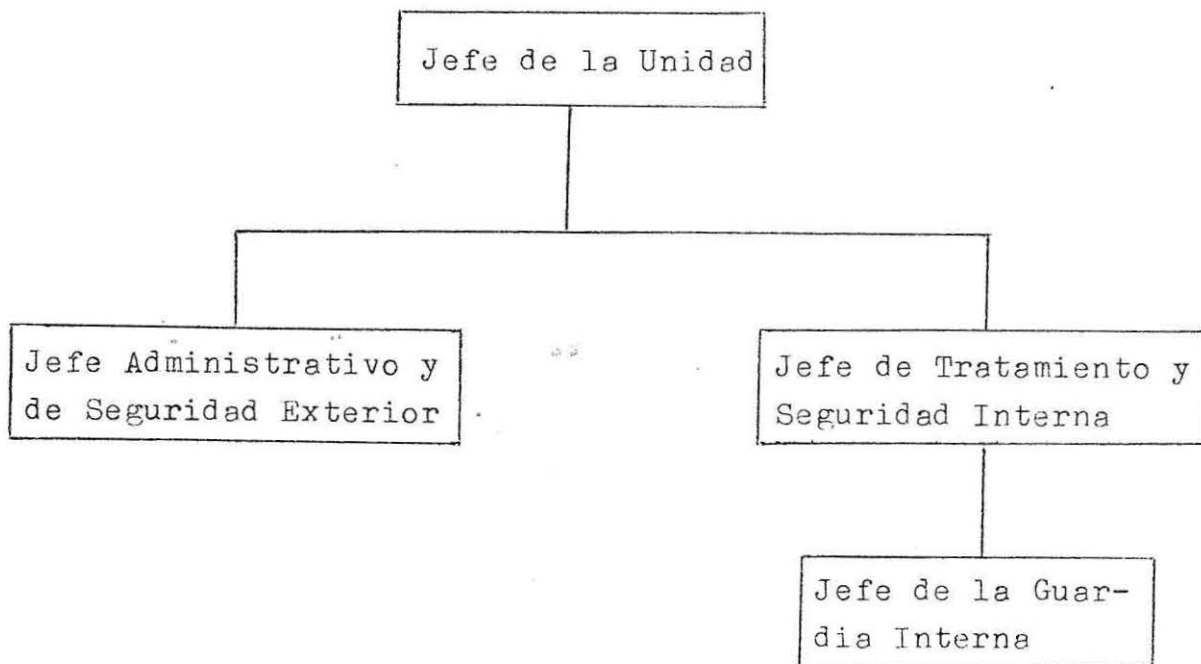 Jefe de la Unidad
Jefe Administrativo y
de Seguridad Exterior
Jefe de Tratamiento y
Seguridad Interna
Jefe de la Guar-
dia Interna